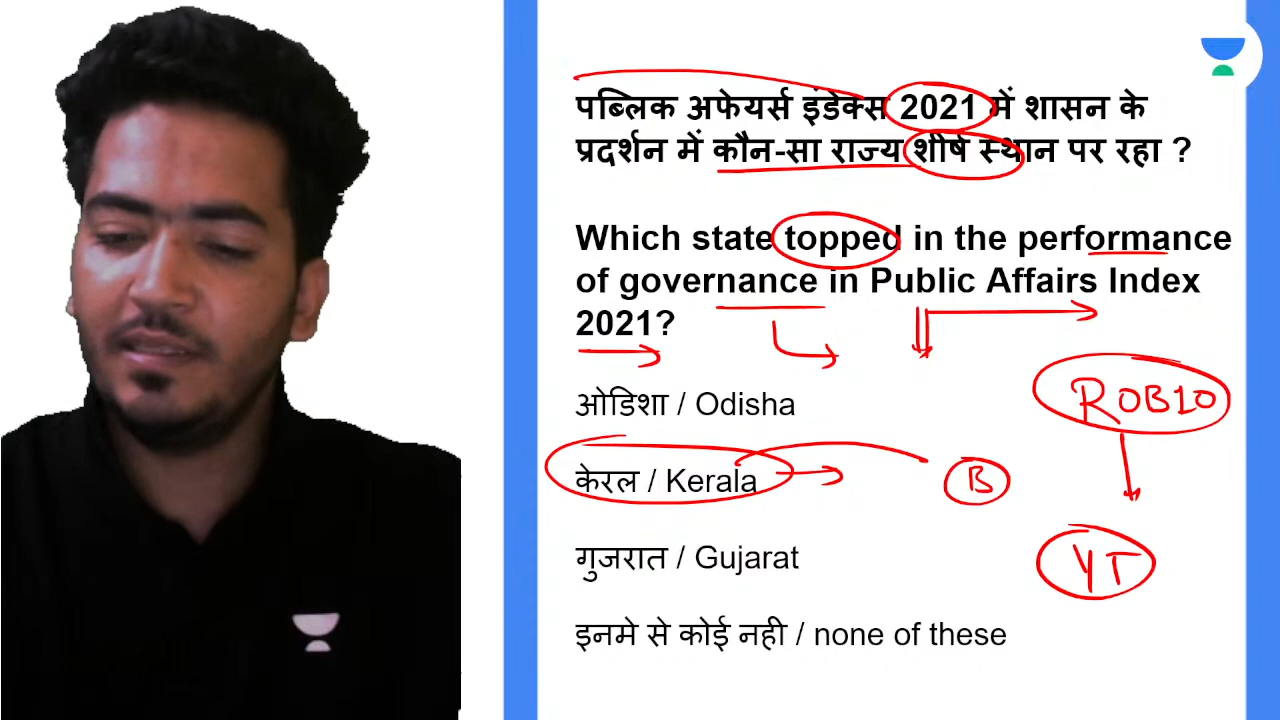 पब्लिक अफेयर्स इंडेक्स 2021 में शासन के
प्रदर्शन में कौन-सा राज्य शीर्ष स्थान पर रहा ?
Which state topped in the performance
of governance in Public Affairs Index
2021?
ओडिशा / Odisha
ROB10
केरल / Kerala
B
गुजरात / Gujarat
YT
इनमे से कोई नही / none of these